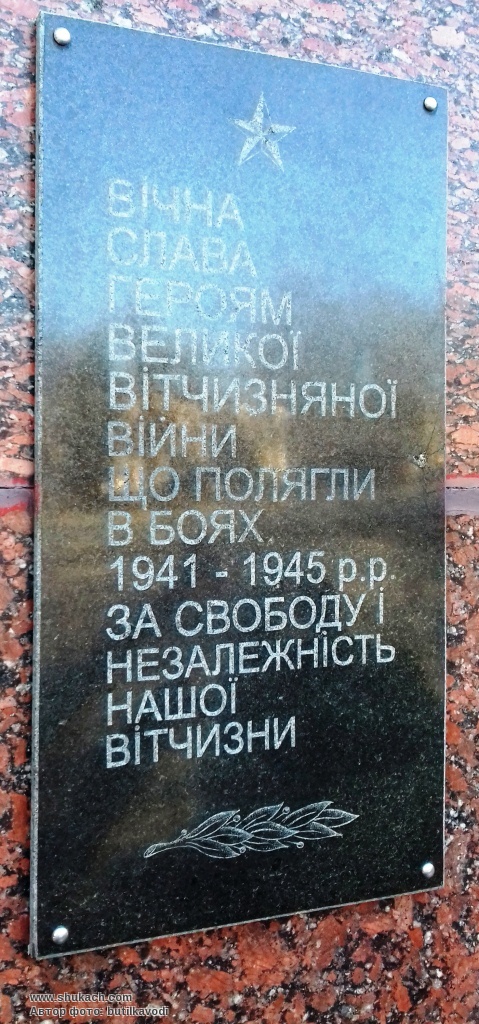 ВІЧНА
СЛАВА
ГЕРОЯМ
ВЕЛИКОЇ
ВІТЧИЗНЯНОЇ
ВІЙНИ
ЩО ПОЛЯГЛИ
В БОЯХ
1941 - 1945 р.р.
ЗА СВОБОДУ І
НЕЗАЛЕЖНІСТЬ
НАШОЇ
ВІТЧИЗНИ
www.shukach.com
Автор фото: butilkavodi